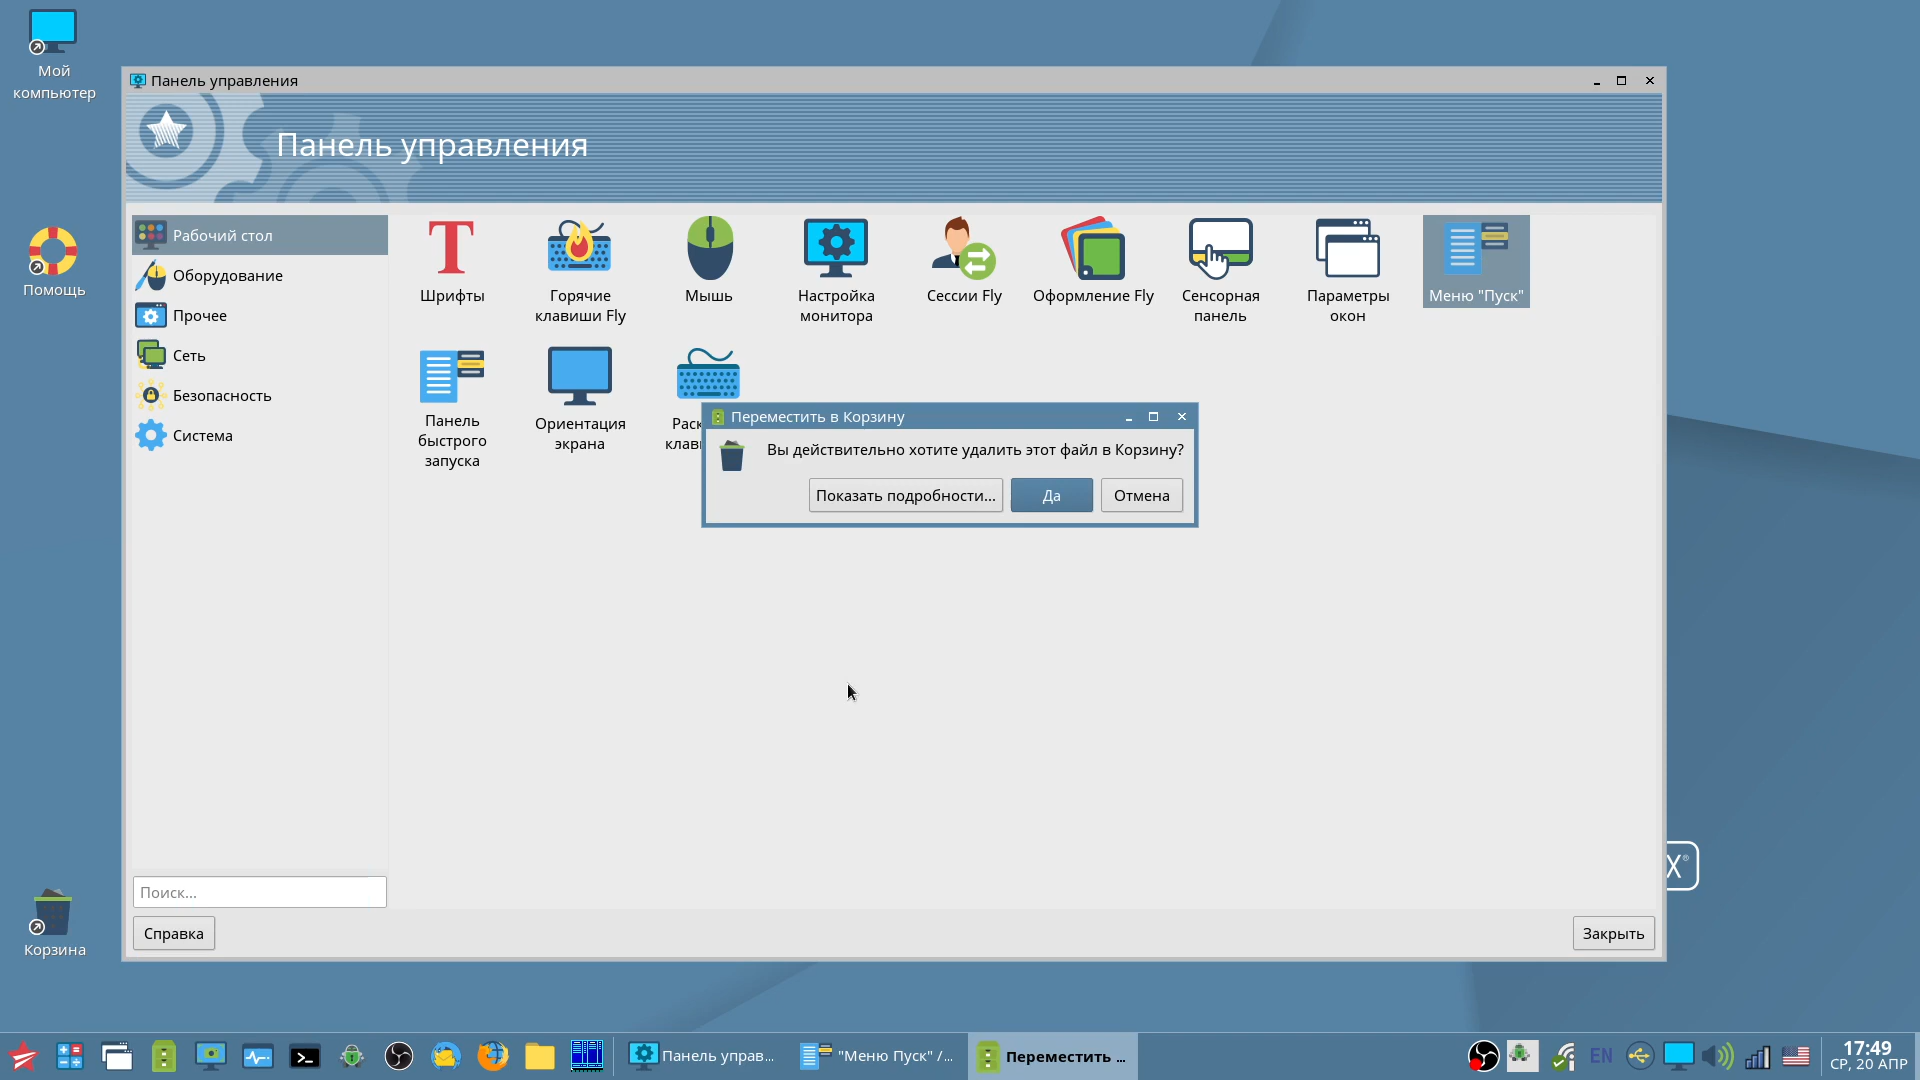 Мой
компьютер
Панель управления
Панель управления
Помощь
Рабочий стол
Оборудование
Прочее
Сеть
Безопасность
Система
Шрифты
Горячие
клавиши Fly
Мышь
Настройка
монитора
Сессии Fly
Оформление Fly
Сенсорная
панель
Параметры
окон
Меню "Пуск"
Панель
быстрого
запуска
Ориентация
экрана
Переместить в Корзину
Вы действительно хотите удалить этот файл в Корзину?
Показать подробности...
Да
Отмена
X®
Поиск...
Справка
Закрыть
Корзина
Панель управ...
"Меню Пуск" /...
Переместить ...
EN
17:49
СР, 20 АПР